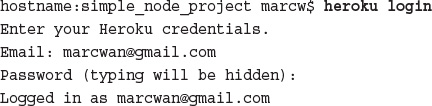 hostname:simple_node_project marcw$ heroku login
Enter your Heroku credentials.
Email: marcwan@gmail.com
Password (typing will be hidden):
Logged in as marcwan@gmail.com